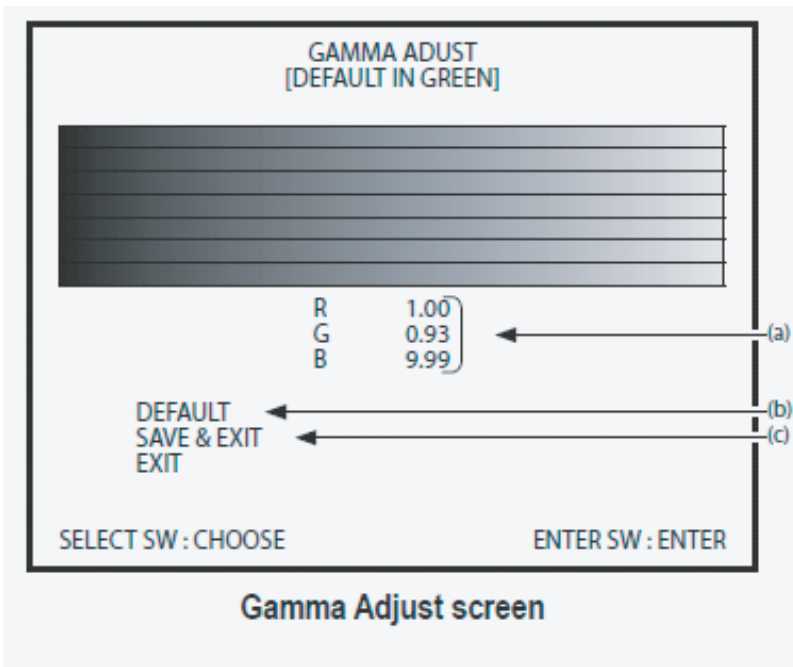 GAMMA ADUST
[DEFAULT IN GREEN]
R 1.00
G 0.93 (a)
B 9.99
DEFAULT (b)
SAVE & EXIT (c)
EXIT
SELECT SW : CHOOSE ENTER SW : ENTER
Gamma Adjust screen